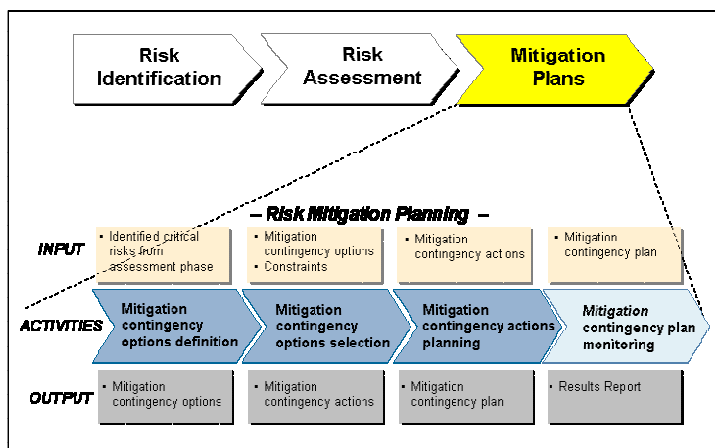 Risk
Identification
Risk
Assessment
Mitigation
Plans
– Risk Mitigation Planning –
INPUT
• Identified critical
risks from
assessment phase
• Mitigation
contingency options
• Constraints
• Mitigation
contingency actions
• Mitigation
contingency plan
ACTIVITIES
Mitigation
contingency
options definition
Mitigation
contingency
options selection
Mitigation
contingency actions
planning
Mitigation
contingency plan
monitoring
OUTPUT
• Mitigation
contingency options
• Mitigation
contingency actions
• Mitigation
contingency plan
• Results Report